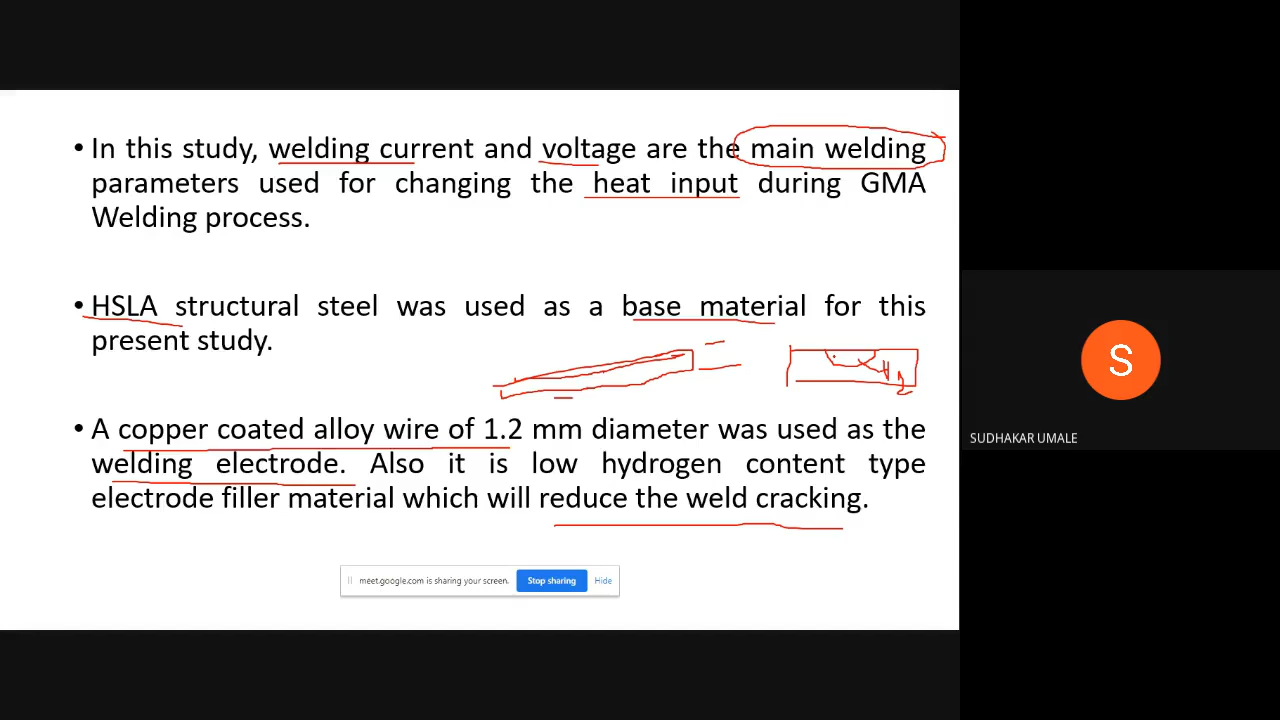 • In this study, welding current and voltage are the main welding
parameters used for changing the heat input during GMA
Welding process.
• HSLA structural steel was used as a base material for this
present study.
H2
• A copper coated alloy wire of 1.2 mm diameter was used as the
welding electrode. Also it is low hydrogen content type
electrode filler material which will reduce the weld cracking.
meet.google.com is sharing your screen. Stop sharing Hide
S
SUDHAKAR UMALE